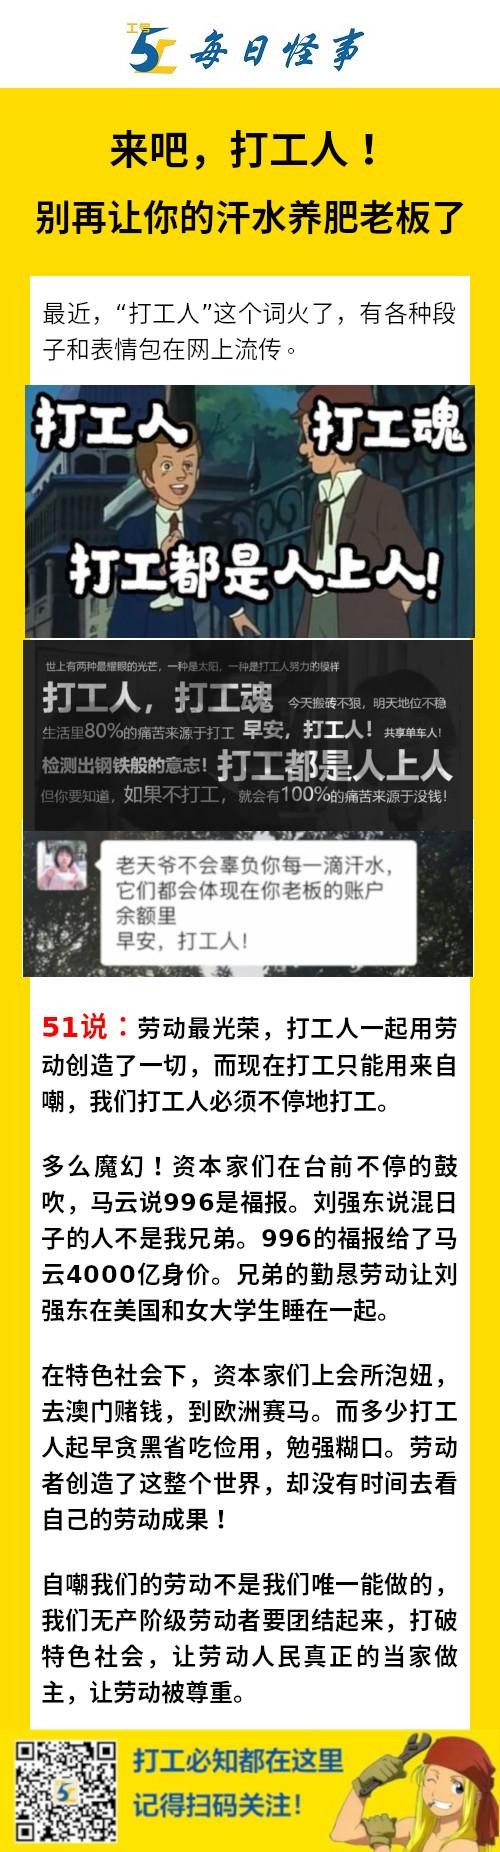 工号
51
每日怪事
来吧，打工人！
别再让你的汗水养肥老板了
最近，“打工人”这个词火了，有各种段
子和表情包在网上流传。
打工人 打工魂
打工都是人上人!
世上有两种最耀眼的光芒，一种是太阳，一种是打工人努力的模样
打工人，打工魂 今天搬砖不狠，明天地位不稳
生活里80%的痛苦来源于打工 早安，打工人! 共享单车人!
检测出钢铁般的意志! 打工都是人上人
但你要知道，如果不打工，就会有100%的痛苦来源于没钱!
老天爷不会辜负你每一滴汗水，
它们都会体现在你老板的账户
余额里
早安，打工人!
51说：劳动最光荣，打工人一起用劳
动创造了一切，而现在打工只能用来自
嘲，我们打工人必须不停地打工。
多么魔幻！资本家们在台前不停的鼓
吹，马云说996是福报。刘强东说混日
子的人不是我兄弟。996的福报给了马
云4000亿身价。兄弟的勤恳劳动让刘
强东在美国和女大学生睡在一起。
在特色社会下，资本家们上会所泡妞，
去澳门赌钱，到欧洲赛马。而多少打工
人起早贪黑省吃俭用，勉强糊口。劳动
者创造了这整个世界，却没有时间去看
自己的劳动成果！
自嘲我们的劳动不是我们唯一能做的，
我们无产阶级劳动者要团结起来，打破
特色社会，让劳动人民真正的当家做
主，让劳动被尊重。
打工必知都在这里
记得扫码关注!